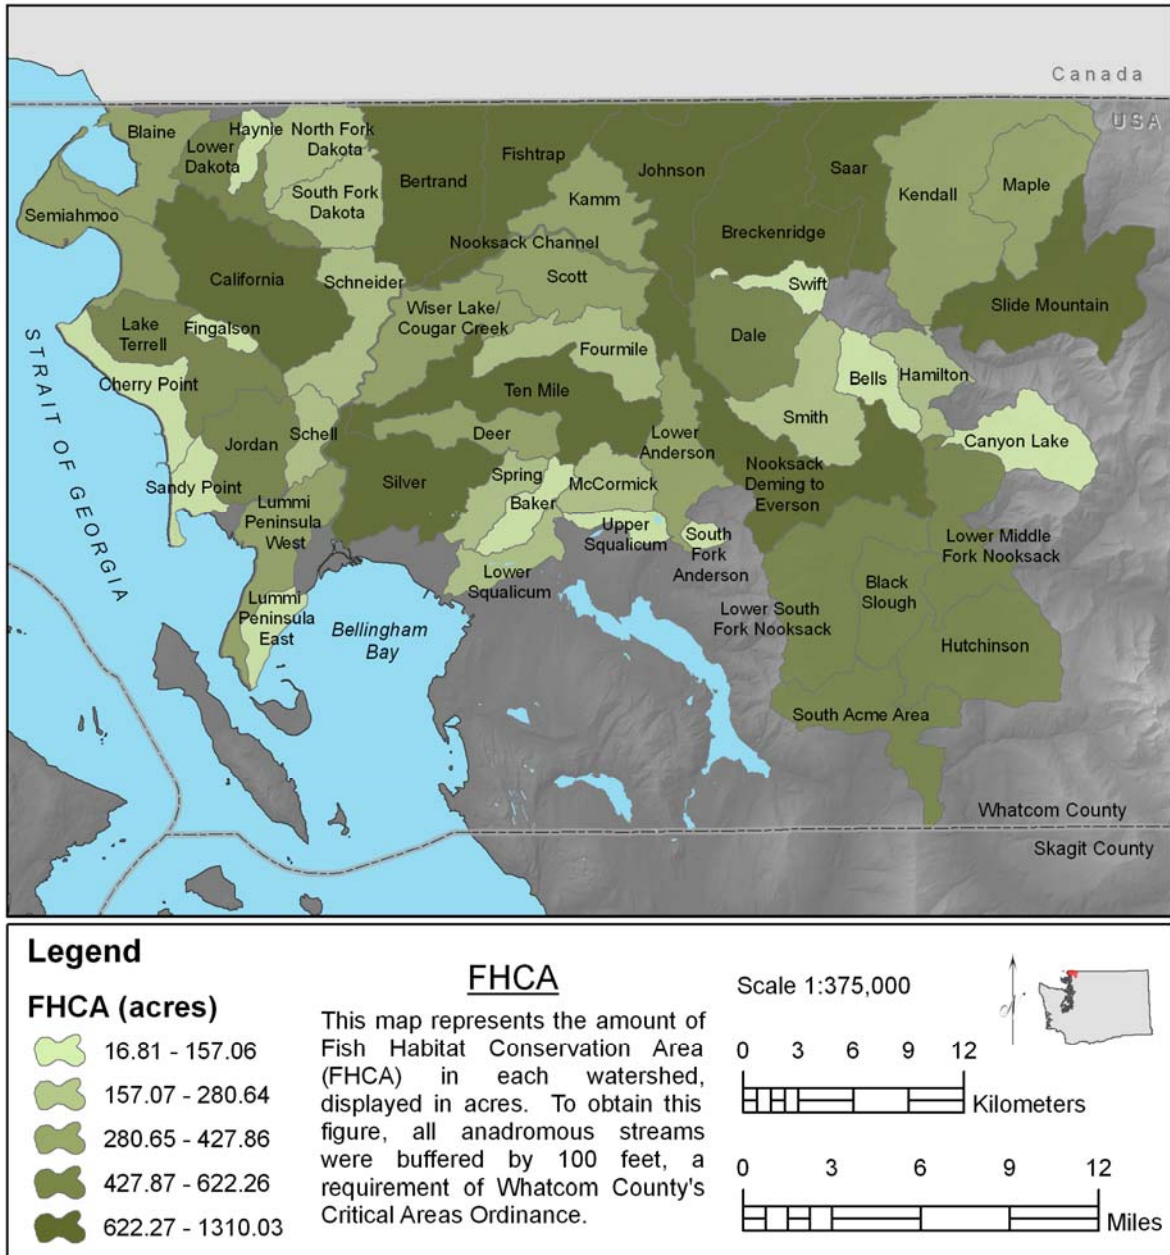 Canada
USA
Blaine
Haynie
Lower
Dakota
North Fork
Dakota
South Fork
Dakota
Bertrand
Fishtrap
Johnson
Saar
Kendall
Maple
Kamm
Semiahmoo
Nooksack Channel
Breckenridge
California
Schneider
Scott
Swift
Slide Mountain
Wiser Lake/
Cougar Creek
Lake
Terrell
Fingalson
Dale
Fourmile
Bells
Hamilton
Cherry Point
Ten Mile
Smith
Jordan
Schell
Deer
Lower
Anderson
Canyon Lake
STRAIT OF GEORGIA
Sandy Point
Silver
Spring
McCormick
Nooksack
Deming to
Everson
Baker
Lummi
Peninsula
West
Upper
Squalicum
South
Fork
Anderson
Lower Middle
Fork Nooksack
Lower
Squalicum
Black
Slough
Lummi
Peninsula
East
Lower South
Fork Nooksack
Bellingham
Bay
Hutchinson
South Acme Area
Whatcom County
Skagit County
Legend
FHCA (acres)
16.81 - 157.06
157.07 - 280.64
280.65 - 427.86
427.87 - 622.26
622.27 - 1310.03
FHCA
This map represents the amount of
Fish Habitat Conservation Area
(FHCA) in each watershed,
displayed in acres. To obtain this
figure, all anadromous streams
were buffered by 100 feet, a
requirement of Whatcom County's
Critical Areas Ordinance.
Scale 1:375,000
0 3 6 9 12
Kilometers
0 3 6 9 12
Miles